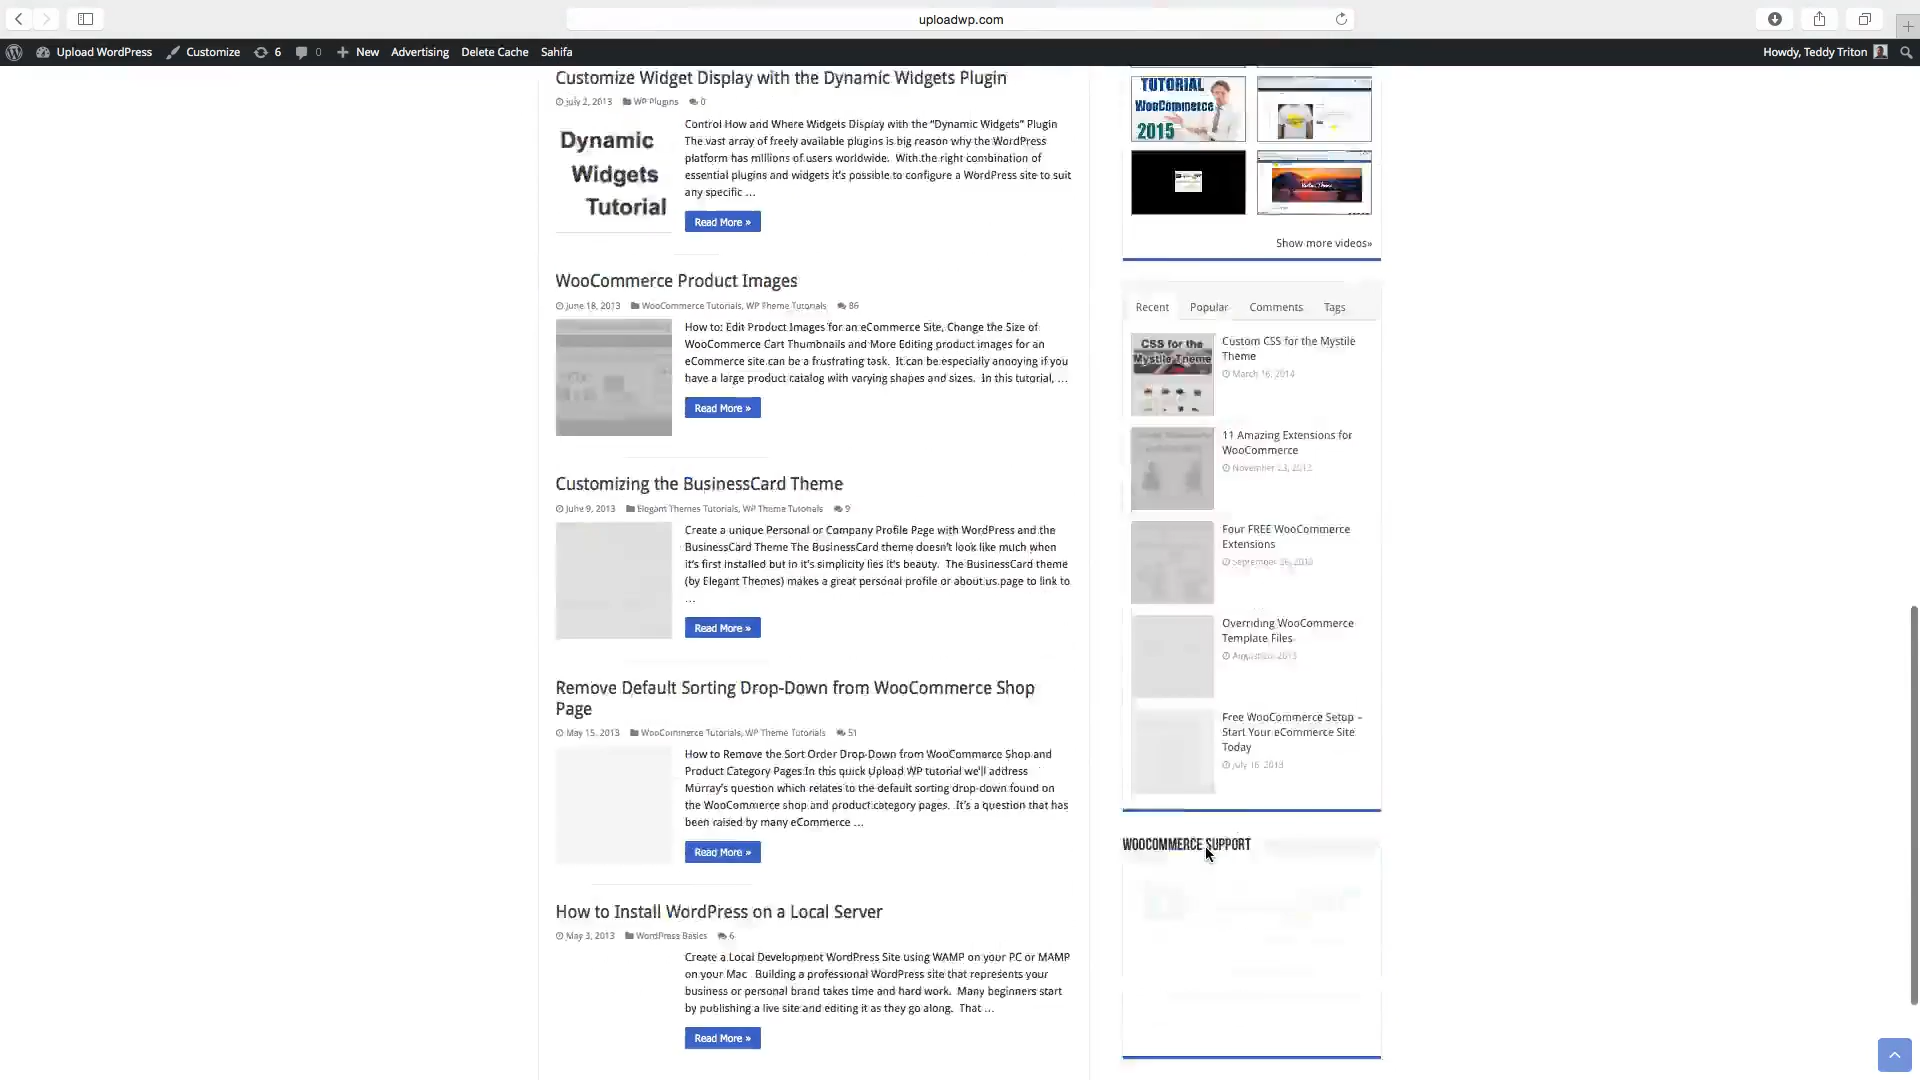 uploadwp.com
Upload WordPress Customize 6 0 New Advertising Delete Cache Sahifa Howdy, Teddy Triton
Customize Widget Display with the Dynamic Widgets Plugin
July 2, 2013 WP Plugins 0
Dynamic
Widgets
Tutorial
Control How and Where Widgets Display with the “Dynamic Widgets” Plugin
The vast array of freely available plugins is big reason why the WordPress
platform has millions of users worldwide. With the right combination of
essential plugins and widgets it's possible to configure a WordPress site to suit
any specific ...
Read More »
WooCommerce Product Images
June 18, 2013 WooCommerce Tutorials, WP Theme Tutorials 86
How to: Edit Product Images for an eCommerce Site, Change the Size of
WooCommerce Cart Thumbnails and More Editing product images for an
eCommerce site can be a frustrating task. It can be especially annoying if you
have a large product catalog with varying shapes and sizes. In this tutorial, ...
Read More »
Customizing the BusinessCard Theme
June 9, 2013 Elegant Themes Tutorials, WP Theme Tutorials 9
Create a unique Personal or Company Profile Page with WordPress and the
BusinessCard Theme The BusinessCard theme doesn't look like much when
it's first installed but in it's simplicity lies it's beauty. The BusinessCard theme
(by Elegant Themes) makes a great personal profile or about us page to link to
...
Read More »
Remove Default Sorting Drop-Down from WooCommerce Shop
Page
May 15, 2013 WooCommerce Tutorials, WP Theme Tutorials 51
How to Remove the Sort Order Drop-Down from WooCommerce Shop and
Product Category Pages In this quick Upload WP tutorial we'll address
Murray's question which relates to the default sorting drop-down found on
the WooCommerce shop and product category pages. It's a question that has
been raised by many eCommerce ...
Read More »
How to Install WordPress on a Local Server
May 3, 2013 WordPress Basics 6
Create a Local Development WordPress Site using WAMP on your PC or MAMP
on your Mac Building a professional WordPress site that represents your
business or personal brand takes time and hard work. Many beginners start
by publishing a live site and editing it as they go along. That ...
Read More »
TUTORIAL
WooCommerce
2015
Show more videos»
Recent Popular Comments Tags
CSS for the
Mystile Theme
Custom CSS for the Mystile
Theme
March 16, 2014
11 Amazing Extensions for
WooCommerce
November
Four FREE WooCommerce
Extensions
September
Overriding WooCommerce
Template Files
August
Free WooCommerce Setup –
Start Your eCommerce Site
Today
July 16, 2013
WOOCOMMERCE SUPPORT